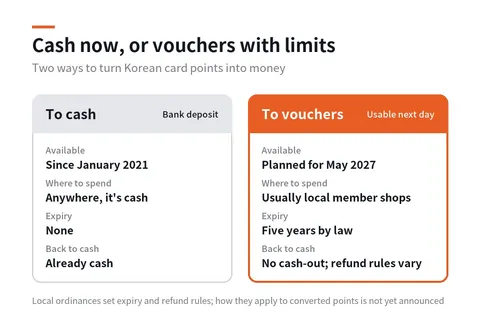 Cash now, or vouchers with limits
Two ways to turn Korean card points into money
To cash
Bank deposit
Available
Since January 2021
Where to spend
Anywhere, it's cash
Expiry
None
Back to cash
Already cash
To vouchers
Usable next day
Available
Planned for May 2027
Where to spend
Usually local member shops
Expiry
Five years by law
Back to cash
No cash-out; refund rules vary
Local ordinances set expiry and refund rules; how they apply to converted points is not yet announced